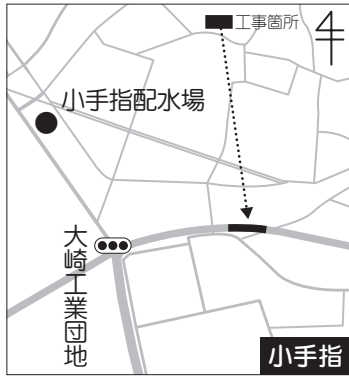 工事箇所
小手指配水場
大崎工業団地
小手指